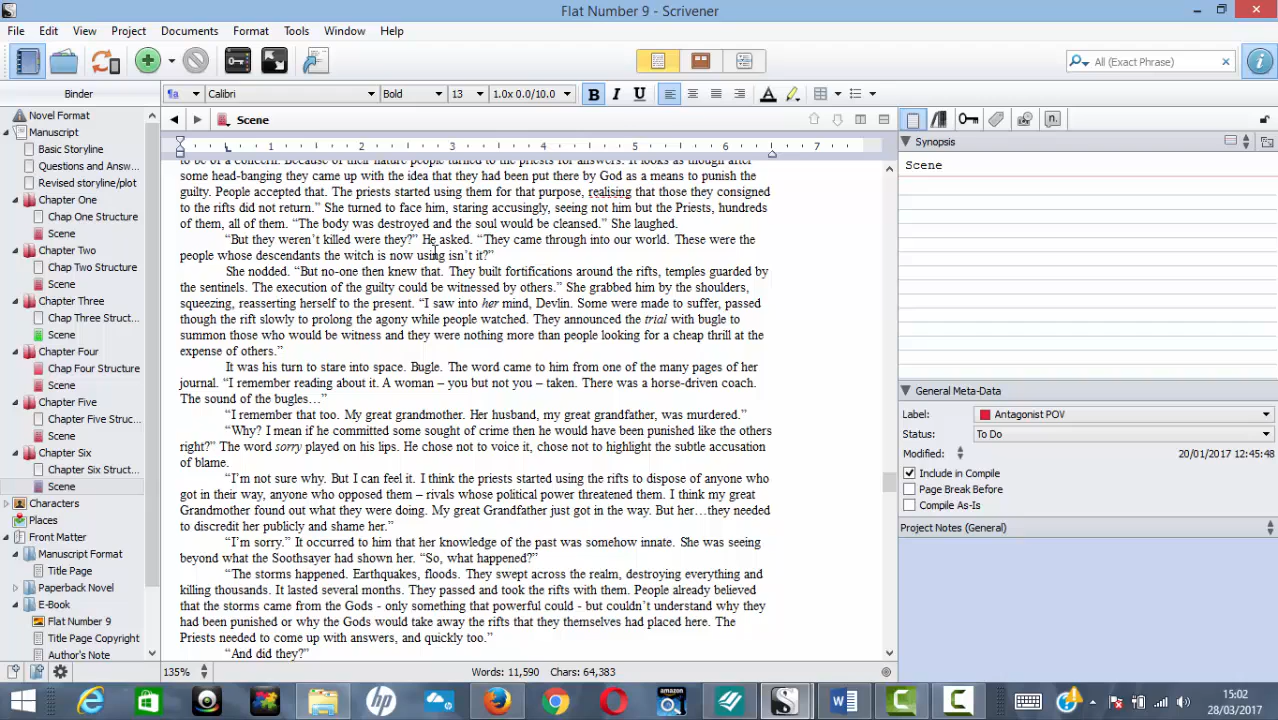 Flat Number 9 - Scrivener
File Edit View Project Documents Format Tools Window Help
All (Exact Phrase)
Binder
Calibri Bold 13 1.0x 0.0/10.0 B I U
Novel Format
Manuscript
Basic Storyline
Questions and Answ...
Revised storyline/plot
Chapter One
Chap One Structure
Scene
Chapter Two
Chap Two Structure
Scene
Chapter Three
Chap Three Struct...
Scene
Chapter Four
Chap Four Structure
Scene
Chapter Five
Chapter Five Struc...
Scene
Chapter Six
Chapter Six Struct...
Scene
Characters
Places
Front Matter
Manuscript Format
Title Page
Paperback Novel
E-Book
Flat Number 9
Title Page Copyright
Author's Note
Scene
1 2 3 4 5 6 7
to be of a concern. Because of their nature people turned to the priests for answers. It looks as though after
some head-banging they came up with the idea that they had been put there by God as a means to punish the
guilty. People accepted that. The priests started using them for that purpose, realising that those they consigned
to the rifts did not return.” She turned to face him, staring accusingly, seeing not him but the Priests, hundreds
of them, all of them. “The body was destroyed and the soul would be cleansed.” She laughed.
“But they weren’t killed were they?” He asked. “They came through into our world. These were the
people whose descendants the witch is now using isn’t it?”
She nodded. “But no-one then knew that. They built fortifications around the rifts, temples guarded by
the sentinels. The execution of the guilty could be witnessed by others.” She grabbed him by the shoulders,
squeezing, reasserting herself to the present. “I saw into her mind, Devlin. Some were made to suffer, passed
though the rift slowly to prolong the agony while people watched. They announced the trial with bugle to
summon those who would be witness and they were nothing more than people looking for a cheap thrill at the
expense of others.”
It was his turn to stare into space. Bugle. The word came to him from one of the many pages of her
journal. “I remember reading about it. A woman – you but not you – taken. There was a horse-driven coach.
The sound of the bugles…”
“I remember that too. My great grandmother. Her husband, my great grandfather, was murdered.”
“Why? I mean if he committed some sought of crime then he would have been punished like the others
right?” The word sorry played on his lips. He chose not to voice it, chose not to highlight the subtle accusation
of blame.
“I’m not sure why. But I can feel it. I think the priests started using the rifts to dispose of anyone who
got in their way, anyone who opposed them – rivals whose political power threatened them. I think my great
Grandmother found out what they were doing. My great Grandfather just got in the way. But her…they needed
to discredit her publicly and shame her.”
“I’m sorry.” It occurred to him that her knowledge of the past was somehow innate. She was seeing
beyond what the Soothsayer had shown her. “So, what happened?”
“The storms happened. Earthquakes, floods. They swept across the realm, destroying everything and
killing thousands. It lasted several months. They passed and took the rifts with them. People already believed
that the storms came from the Gods - only something that powerful could - but couldn’t understand why they
had been punished or why the Gods would take away the rifts that they themselves had placed here. The
Priests needed to come up with answers, and quickly too.”
“And did they?”
135% Words: 11,590 Chars: 64,383
Synopsis
Scene
General Meta-Data
Label: Antagonist POV
Status: To Do
Modified: 20/01/2017 12:45:48
Include in Compile
Page Break Before
Compile As-Is
Project Notes (General)
hp
amazon
15:02
28/03/2017